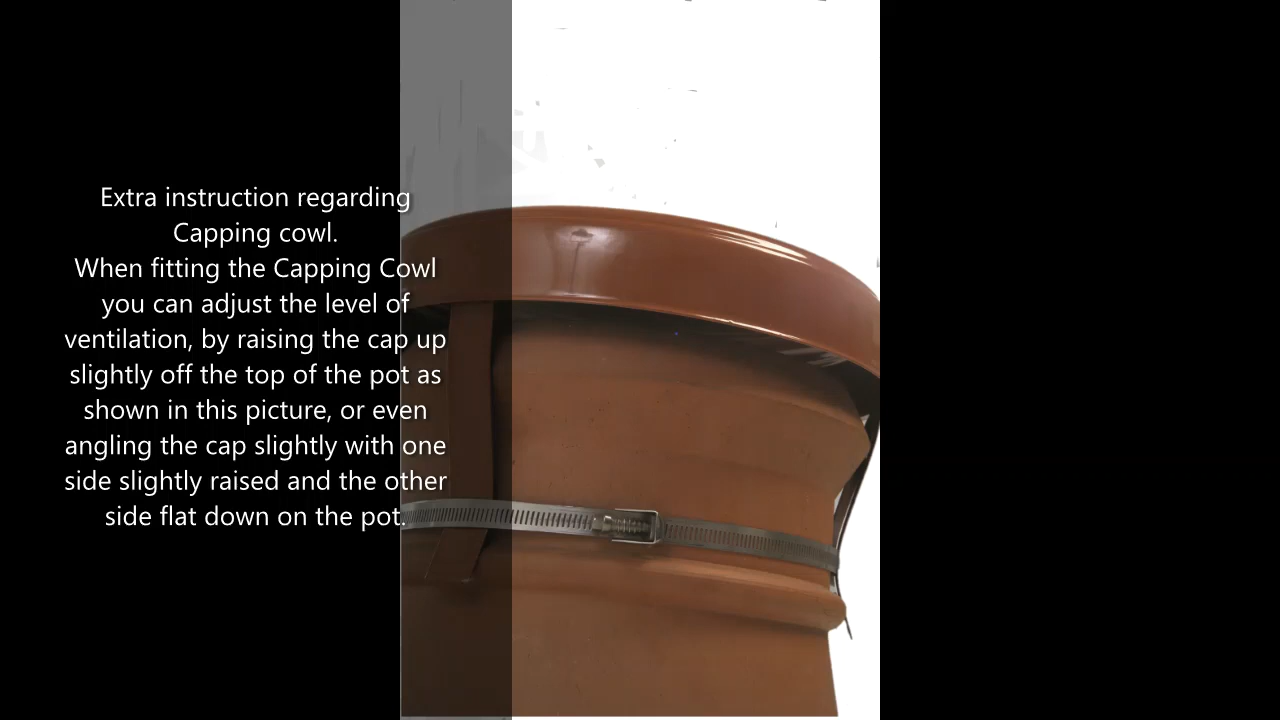 Extra instruction regarding
Capping cowl.
When fitting the Capping Cowl
you can adjust the level of
ventilation, by raising the cap up
slightly off the top of the pot as
shown in this picture, or even
angling the cap slightly with one
side slightly raised and the other
side flat down on the pot.